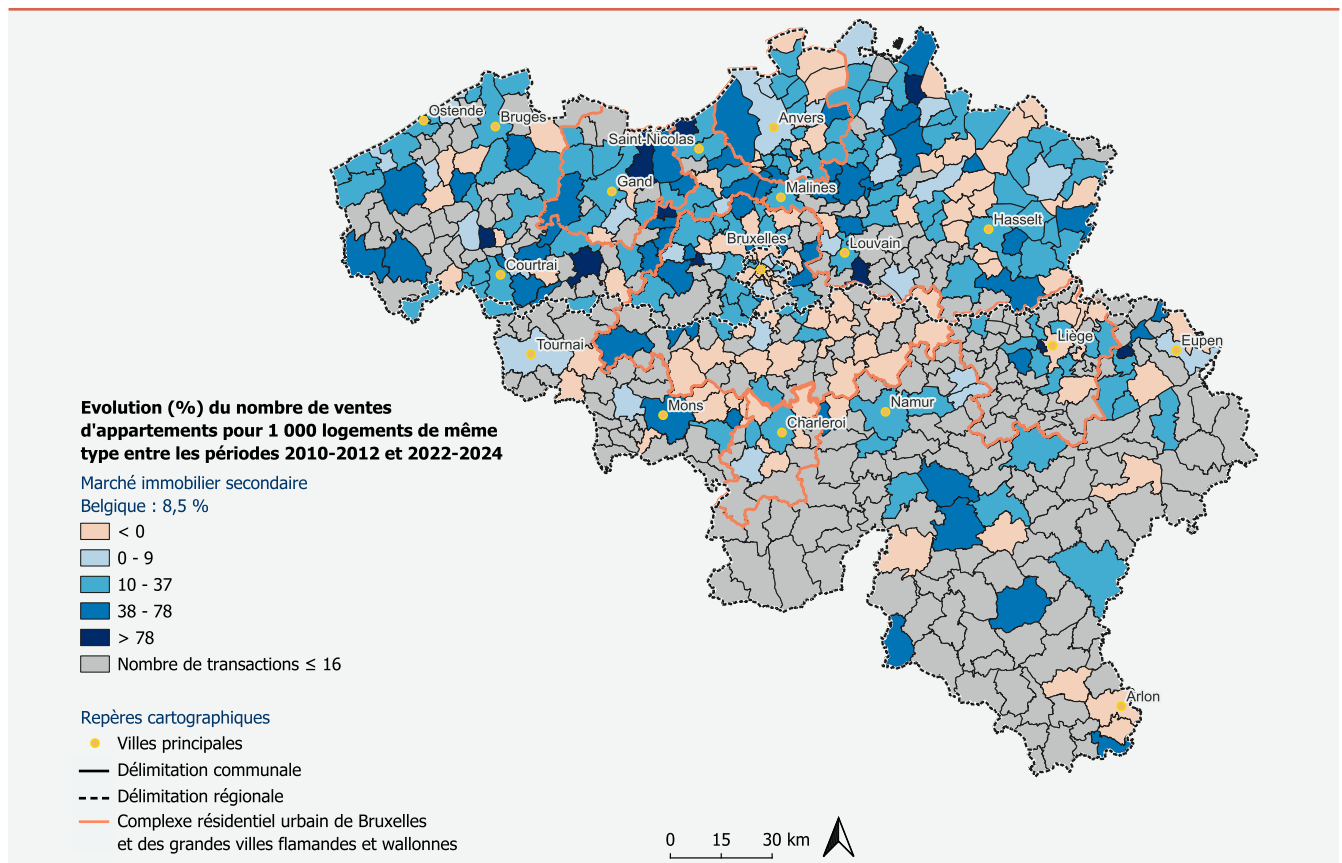 Ostende
Bruges
Saint-Nicolas
Anvers
Gand
Malines
Hasselt
Bruxelles
Louvain
Courtrai
Tournai
Liège
Eupen
Mons
Namur
Charleroi
Arlon
Evolution (%) du nombre de ventes
d'appartements pour 1 000 logements de même
type entre les périodes 2010-2012 et 2022-2024
Marché immobilier secondaire
Belgique : 8,5 %
< 0
0 - 9
10 - 37
38 - 78
> 78
Nombre de transactions ≤ 16
Repères cartographiques
Villes principales
Délimitation communale
Délimitation régionale
Complexe résidentiel urbain de Bruxelles
et des grandes villes flamandes et wallonnes
0 15 30 km